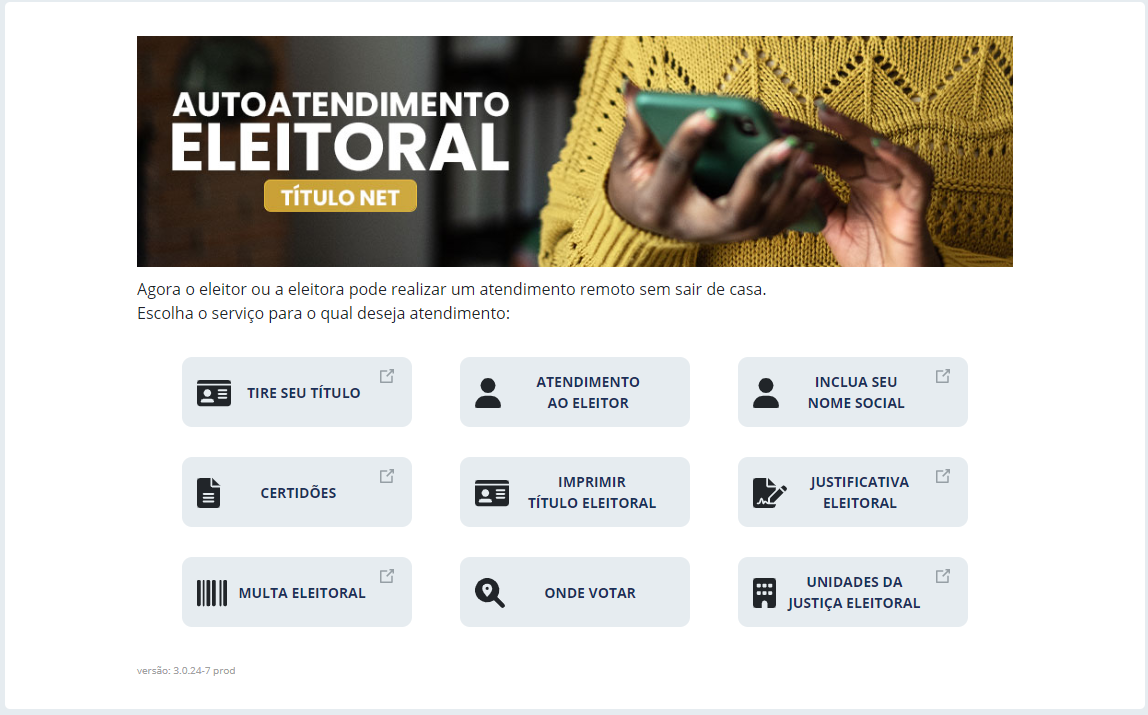 AUTOATENDIMENTO
ELEITORAL
TÍTULO NET
Agora o eleitor ou a eleitora pode realizar um atendimento remoto sem sair de casa.
Escolha o serviço para o qual deseja atendimento:
TIRE SEU TÍTULO
ATENDIMENTO
AO ELEITOR
INCLUA SEU
NOME SOCIAL
CERTIDÕES
IMPRIMIR
TÍTULO ELEITORAL
JUSTIFICATIVA
ELEITORAL
MULTA ELEITORAL
ONDE VOTAR
UNIDADES DA
JUSTIÇA ELEITORAL
versão: 3.0.24-7 prod